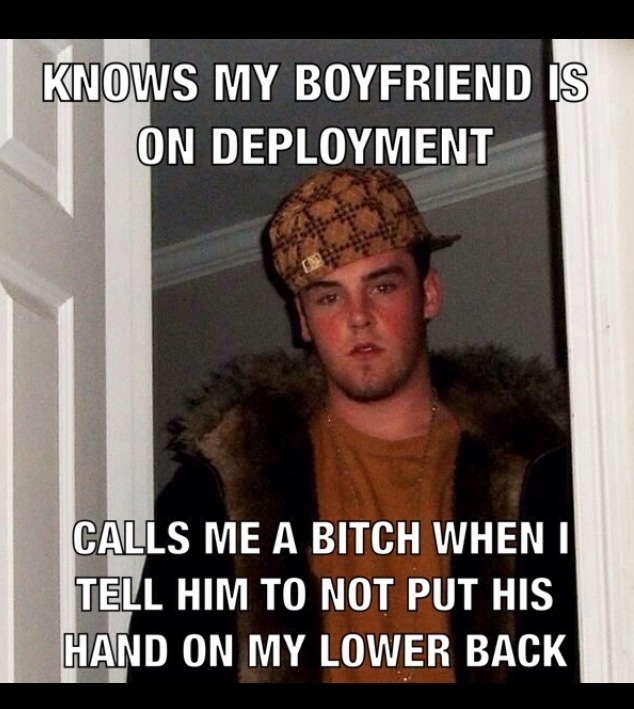 KNOWS MY BOYFRIEND IS
ON DEPLOYMENT
CALLS ME A BITCH WHEN I
TELL HIM TO NOT PUT HIS
HAND ON MY LOWER BACK